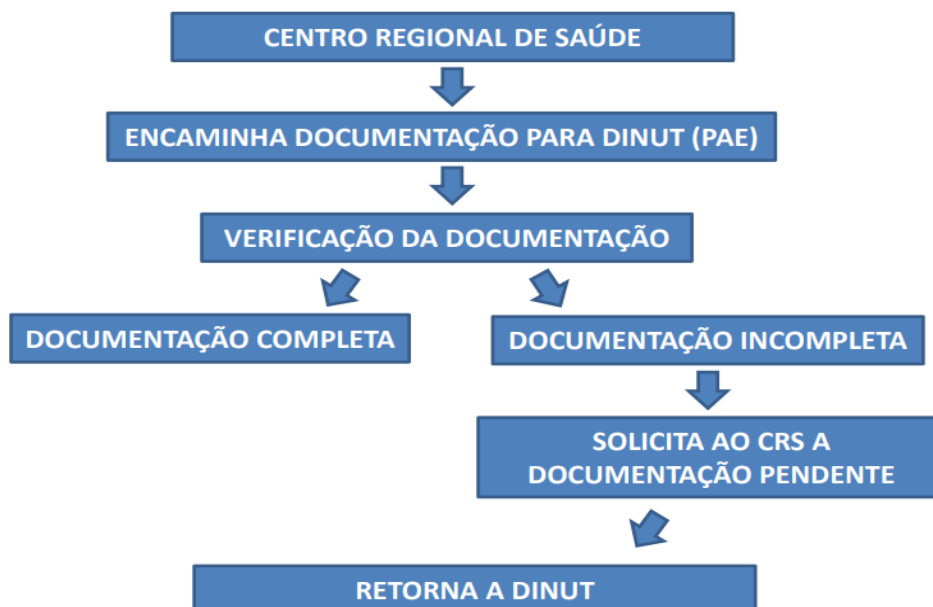 CENTRO REGIONAL DE SAÚDE
ENCAMINHA DOCUMENTAÇÃO PARA DINUT (PAE)
VERIFICAÇÃO DA DOCUMENTAÇÃO
DOCUMENTAÇÃO COMPLETA
DOCUMENTAÇÃO INCOMPLETA
SOLICITA AO CRS A
DOCUMENTAÇÃO PENDENTE
RETORNA A DINUT